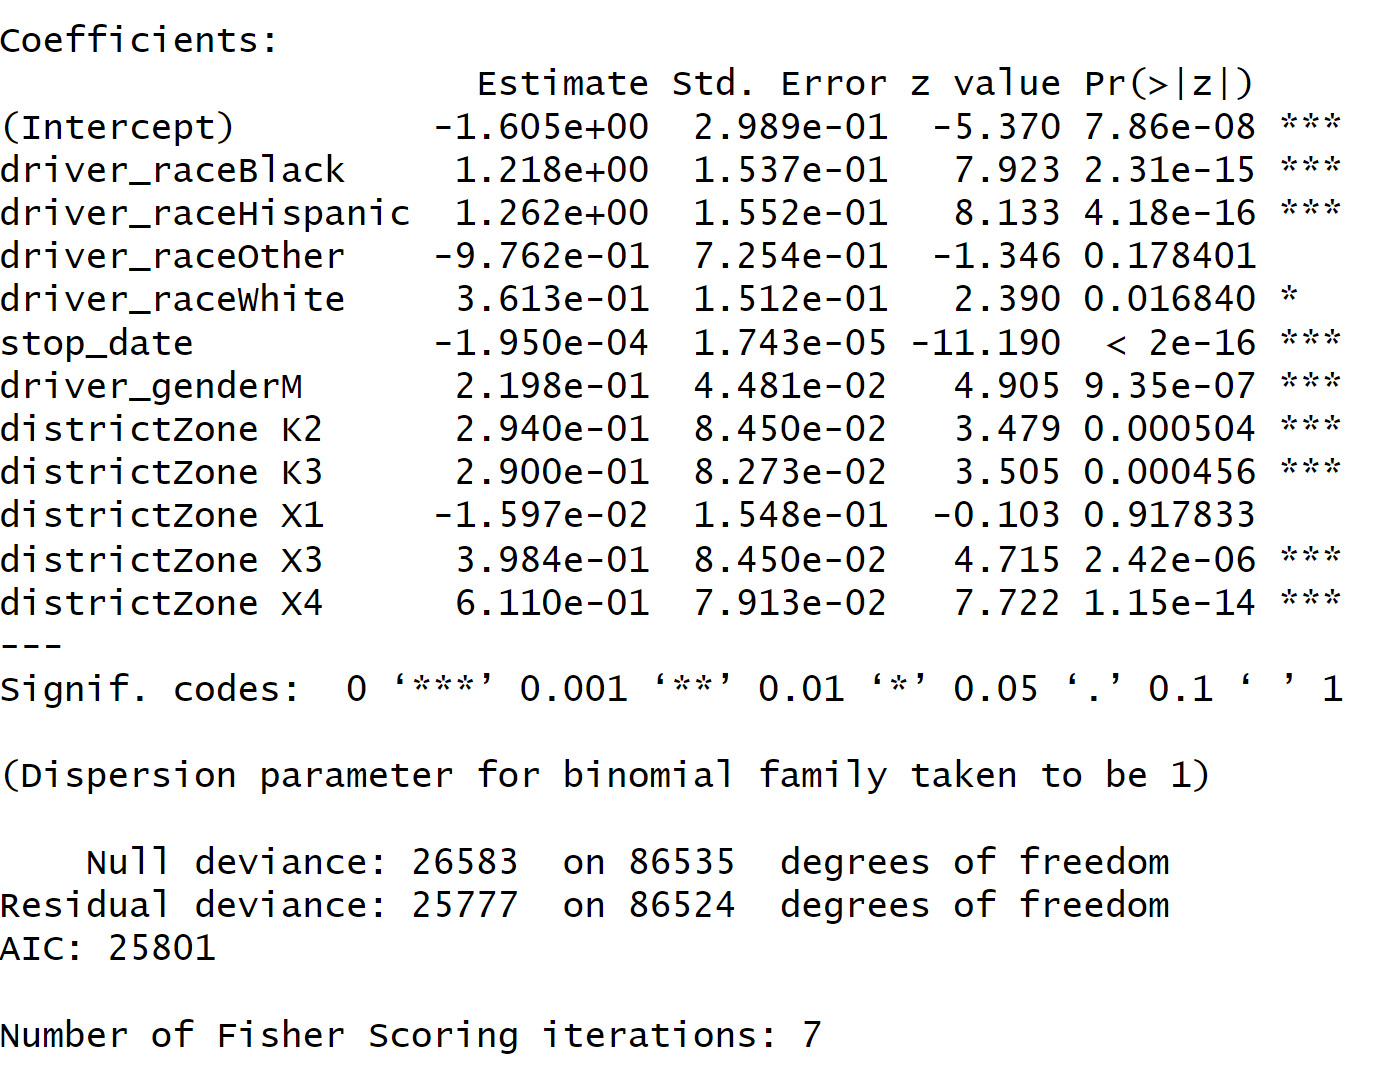 Coefficients:
Estimate Std. Error z value Pr(>|z|)
(Intercept) -1.605e+00 2.989e-01 -5.370 7.86e-08 ***
driver_raceBlack 1.218e+00 1.537e-01 7.923 2.31e-15 ***
driver_raceHispanic 1.262e+00 1.552e-01 8.133 4.18e-16 ***
driver_raceOther -9.762e-01 7.254e-01 -1.346 0.178401
driver_raceWhite 3.613e-01 1.512e-01 2.390 0.016840 *
stop_date -1.950e-04 1.743e-05 -11.190 < 2e-16 ***
driver_genderM 2.198e-01 4.481e-02 4.905 9.35e-07 ***
districtZone K2 2.940e-01 8.450e-02 3.479 0.000504 ***
districtZone K3 2.900e-01 8.273e-02 3.505 0.000456 ***
districtZone X1 -1.597e-02 1.548e-01 -0.103 0.917833
districtZone X3 3.984e-01 8.450e-02 4.715 2.42e-06 ***
districtZone X4 6.110e-01 7.913e-02 7.722 1.15e-14 ***
---
Signif. codes: 0 ‘***’ 0.001 ‘**’ 0.01 ‘*’ 0.05 ‘.’ 0.1 ‘ ’ 1
(Dispersion parameter for binomial family taken to be 1)
Null deviance: 26583 on 86535 degrees of freedom
Residual deviance: 25777 on 86524 degrees of freedom
AIC: 25801
Number of Fisher Scoring iterations: 7